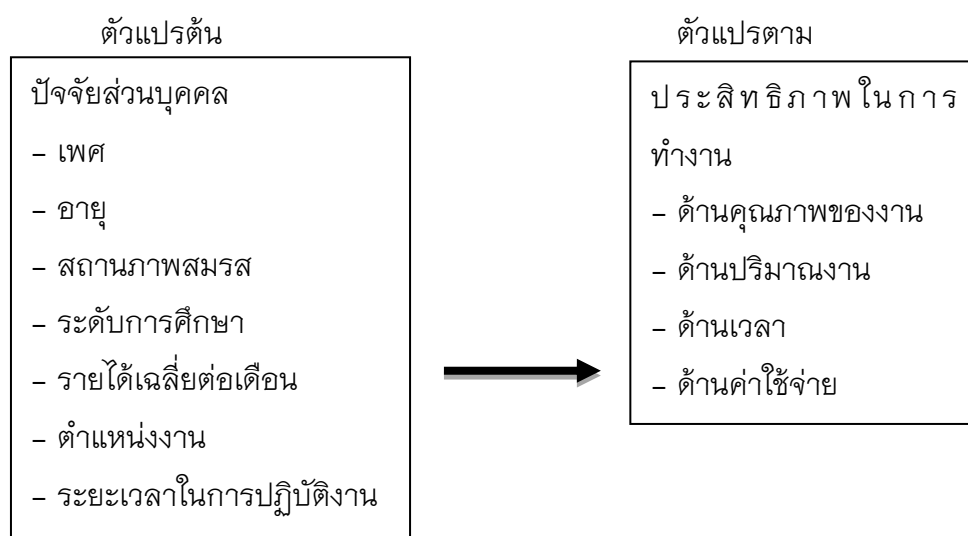 ตัวแปรต้น
ปัจจัยส่วนบุคคล
– เพศ
– อายุ
– สถานภาพสมรส
– ระดับการศึกษา
– รายได้เฉลี่ยต่อเดือน
– ตำแหน่งงาน
– ระยะเวลาในการปฏิบัติงาน
ตัวแปรตาม
ประสิทธิภาพในการ
ทำงาน
– ด้านคุณภาพของงาน
– ด้านปริมาณงาน
– ด้านเวลา
– ด้านค่าใช้จ่าย